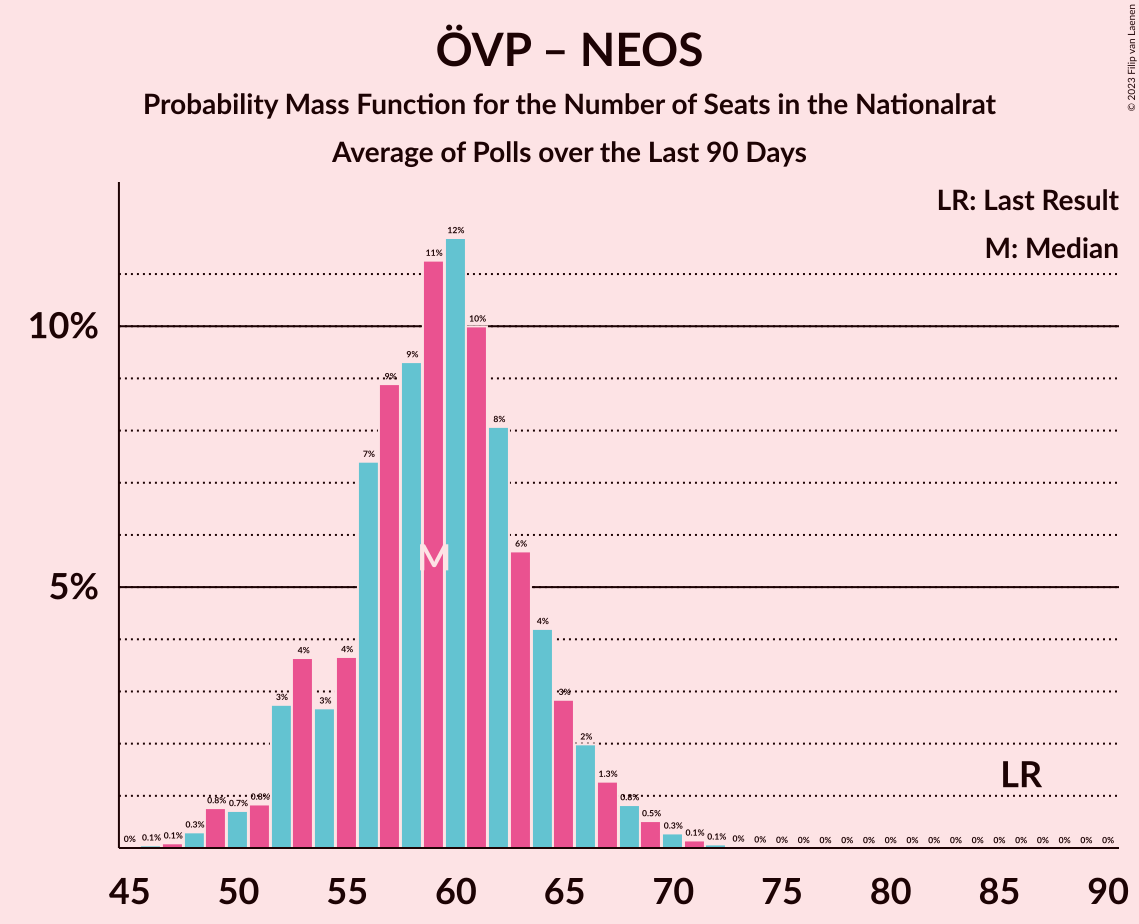 © 2023 Filip van Laenen
ÖVP – NEOS
Probability Mass Function for the Number of Seats in the Nationalrat
Average of Polls over the Last 90 Days
LR: Last Result
M: Median
10%
5%
0% 0.1% 0.1% 0.3% 0.8% 0.7% 0.8% 3% 4% 3% 4% 7% 9% 9% 11% 12% 10% 8% 6% 4% 3% 2% 1.3% 0.8% 0.5% 0.3% 0.1% 0.1% 0% 0% 0% 0% 0% 0% 0% 0% 0% 0% 0% 0% 0% 0% 0% 0% 0% 0%
M
LR
45 50 55 60 65 70 75 80 85 90